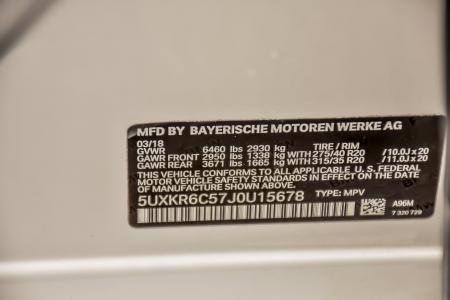 MFD BY BAYERISCHE MOTOREN WERKE AG
03/18
GVWR 6460 lbs 2930 kg TIRE / RIM
GAWR FRONT 2950 lbs 1338 kg WITH 275/40 R20 /10.0J x 20
GAWR REAR 3671 lbs 1665 kg WITH 315/35 R20 /11.0J x 20
THIS VEHICLE CONFORMS TO ALL APPLICABLE U.S. FEDERAL
MOTOR VEHICLE SAFETY STANDARDS IN EFFECT ON THE DATE
OF MANUFACTURE SHOWN ABOVE.
5UXKR6C57J0U15678 TYPE: MPV
A96M
7 320 729